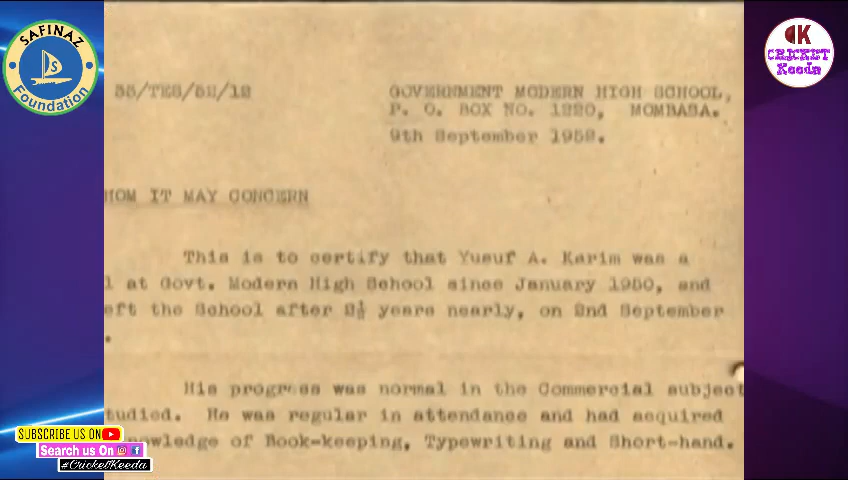 SAFINAZ
Foundation
CK
CRICKET
Keeda
55/TES/52/12
GOVERNMENT MODERN HIGH SCHOOL,
P. O. BOX NO. 1220, MOMBASA.
9th September 1952.
HOM IT MAY CONCERN
This is to certify that Yusuf A. Karim was a
l at Govt. Modern High School since January 1950, and
eft the School after 2½ years nearly, on 2nd September
.
His progress was normal in the Commercial subject
tudied. He was regular in attendance and had acquired
nowledge of Book-keeping, Typewriting and Short-hand.
SUBSCRIBE US ON
Search us On
#CricketKeeda